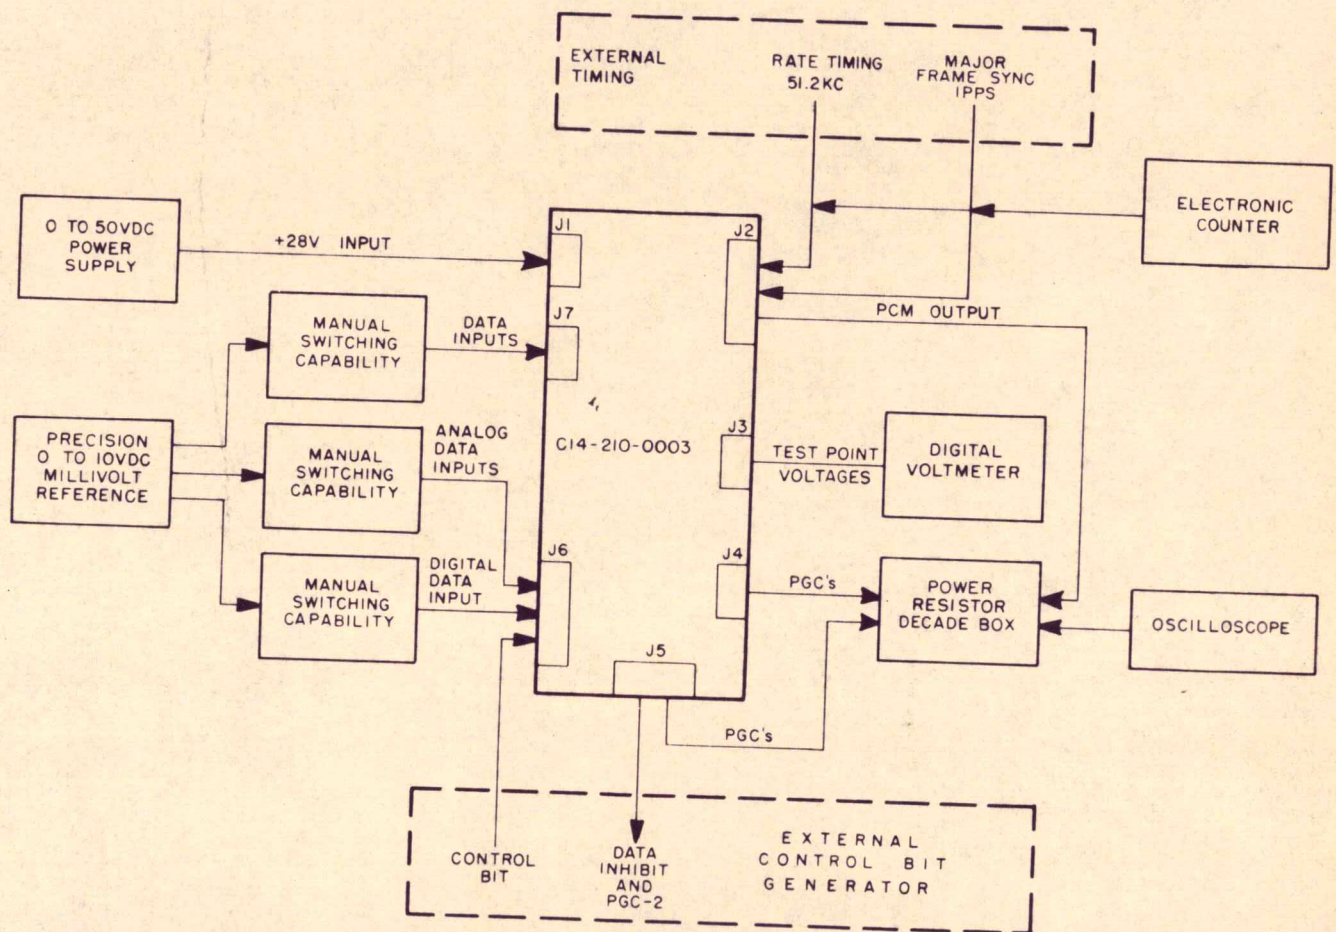 EXTERNAL
TIMING
RATE TIMING
51.2KC
MAJOR
FRAME SYNC
1PPS
ELECTRONIC
COUNTER
0 TO 50VDC
POWER
SUPPLY
+28V INPUT
J1
J2
PCM OUTPUT
MANUAL
SWITCHING
CAPABILITY
DATA
INPUTS
J7
PRECISION
0 TO 10VDC
MILLIVOLT
REFERENCE
MANUAL
SWITCHING
CAPABILITY
ANALOG
DATA
INPUTS
C14-210-0003
J3
TEST POINT
VOLTAGES
DIGITAL
VOLTMETER
MANUAL
SWITCHING
CAPABILITY
DIGITAL
DATA
INPUT
J6
J4
PGC's
POWER
RESISTOR
DECADE BOX
OSCILLOSCOPE
J5
PGC's
CONTROL
BIT
DATA
INHIBIT
AND
PGC-2
EXTERNAL
CONTROL BIT
GENERATOR